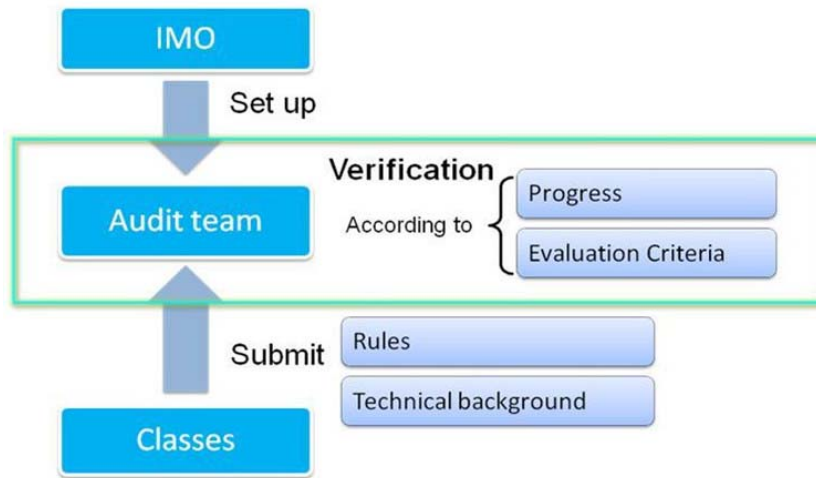 IMO
Set up
Verification
Audit team
According to
Progress
Evaluation Criteria
Submit
Rules
Technical background
Classes